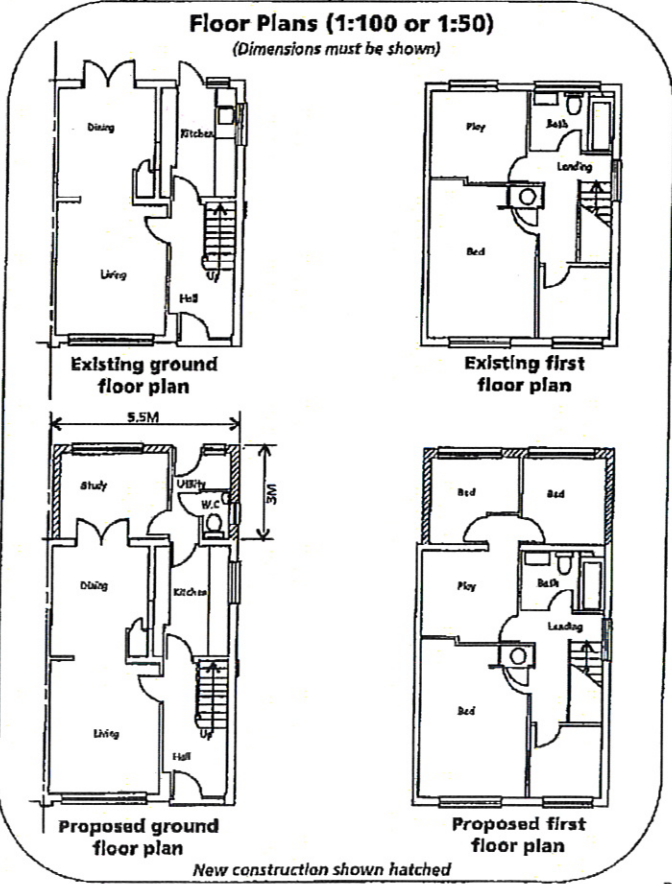 Floor Plans (1:100 or 1:50)
(Dimensions must be shown)
Dining
Kitchen
Living
Up
Hall
Existing ground
floor plan
Play
Bath
Landing
Bed
Existing first
floor plan
5.5M
3M
Study
Utility
W.C
Dining
Kitchen
Living
Up
Hall
Proposed ground
floor plan
Bed
Bed
Play
Bath
Landing
Bed
Proposed first
floor plan
New construction shown hatched